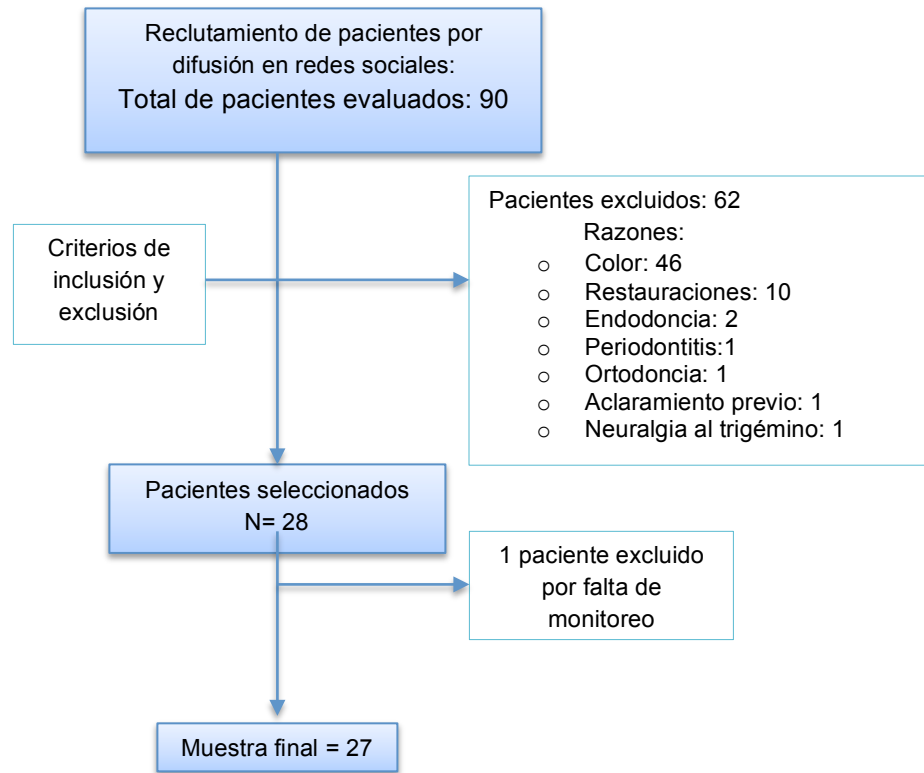 Reclutamiento de pacientes por
difusión en redes sociales:
Total de pacientes evaluados: 90
Criterios de
inclusión y
exclusión
Pacientes excluidos: 62
Razones:
o Color: 46
o Restauraciones: 10
o Endodoncia: 2
o Periodontitis:1
o Ortodoncia: 1
o Aclaramiento previo: 1
o Neuralgia al trigémino: 1
Pacientes seleccionados
N= 28
1 paciente excluido
por falta de
monitoreo
Muestra final = 27